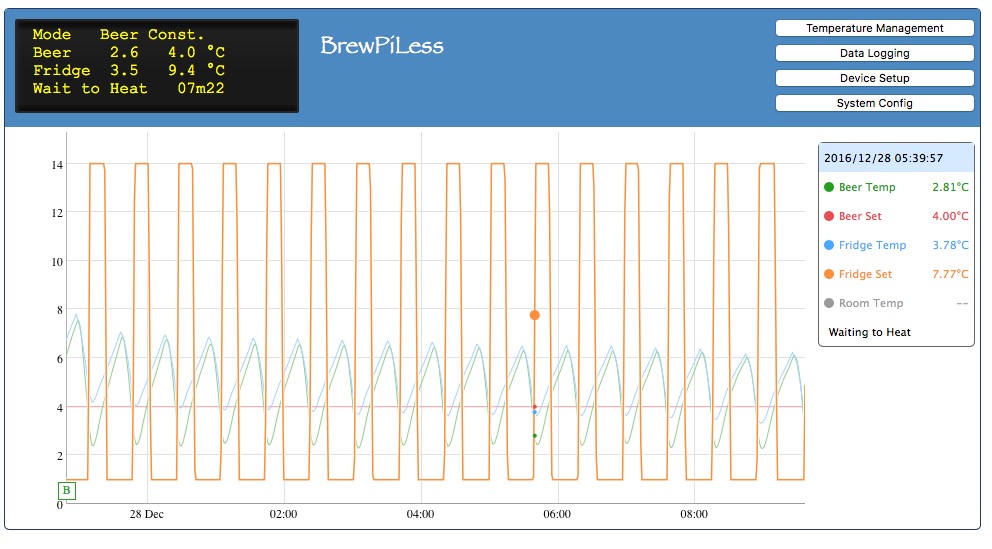 Mode Beer Const.
Beer 2.6 4.0 °C
Fridge 3.5 9.4 °C
Wait to Heat 07m22
BrewPiLess
Temperature Management
Data Logging
Device Setup
System Config
14
12
10
8
6
4
2
0
B
28 Dec
02:00
04:00
06:00
08:00
2016/12/28 05:39:57
Beer Temp 2.81°C
Beer Set 4.00°C
Fridge Temp 3.78°C
Fridge Set 7.77°C
Room Temp --
Waiting to Heat